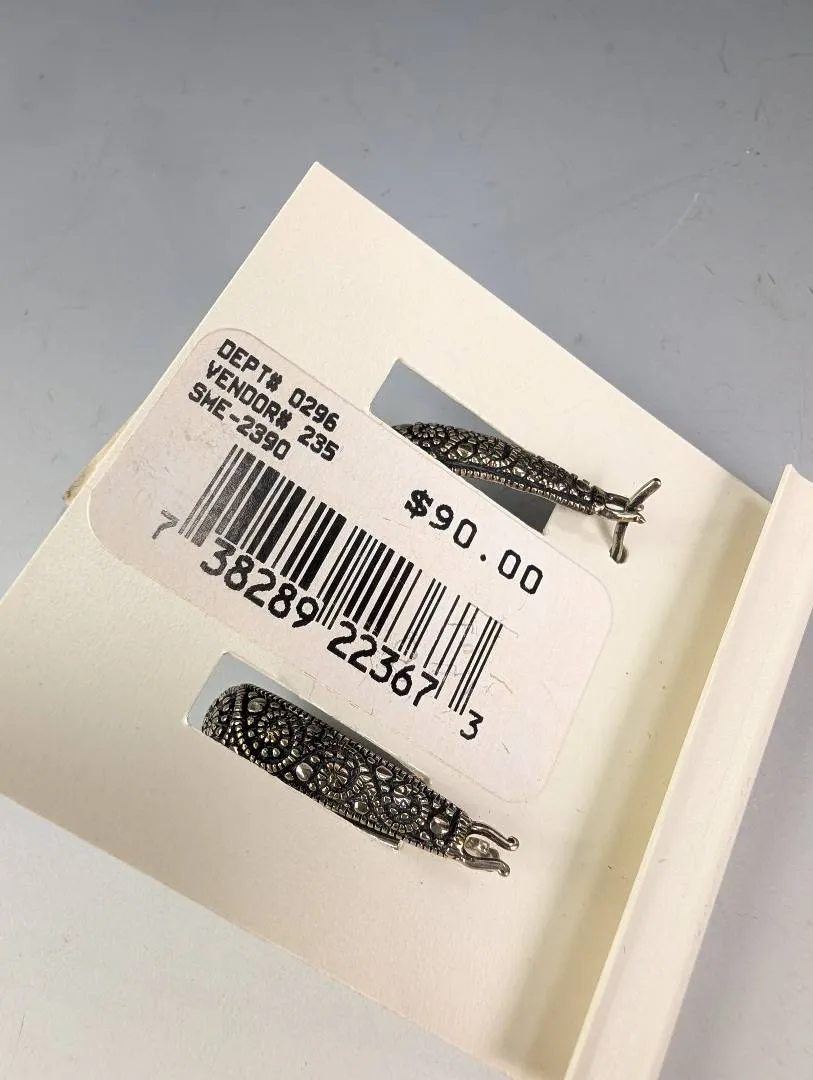 DEPT# 0296
VENDOR# 235
SME-2390
$90.00
7 38289 22367 3